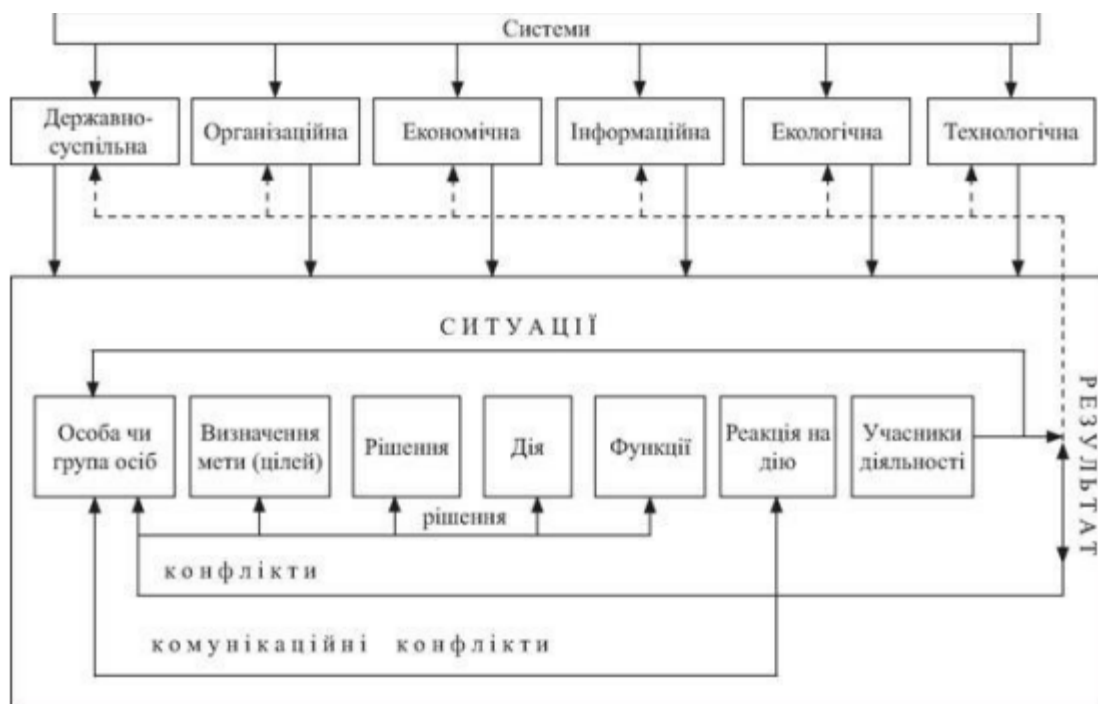 Системи
Державно-
суспільна
Організаційна
Економічна
Інформаційна
Екологічна
Технологічна
СИТУАЦІЇ
Особа чи
група осіб
Визначення
мети (цілей)
Рішення
Дія
Функції
Реакція на
дію
Учасники
діяльності
РЕЗУЛЬТАТ
рішення
конфлікти
комунікаційні конфлікти